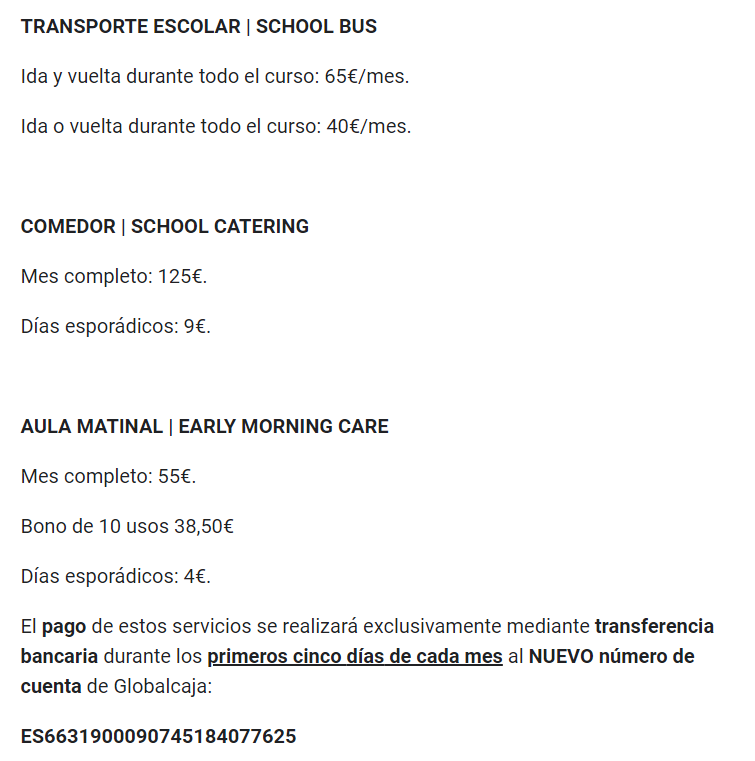 TRANSPORTE ESCOLAR | SCHOOL BUS
Ida y vuelta durante todo el curso: 65€/mes.
Ida o vuelta durante todo el curso: 40€/mes.
COMEDOR | SCHOOL CATERING
Mes completo: 125€.
Días esporádicos: 9€.
AULA MATINAL | EARLY MORNING CARE
Mes completo: 55€.
Bono de 10 usos 38,50€
Días esporádicos: 4€.
El pago de estos servicios se realizará exclusivamente mediante transferencia
bancaria durante los primeros cinco días de cada mes al NUEVO número de
cuenta de Globalcaja:
ES6631900090745184077625